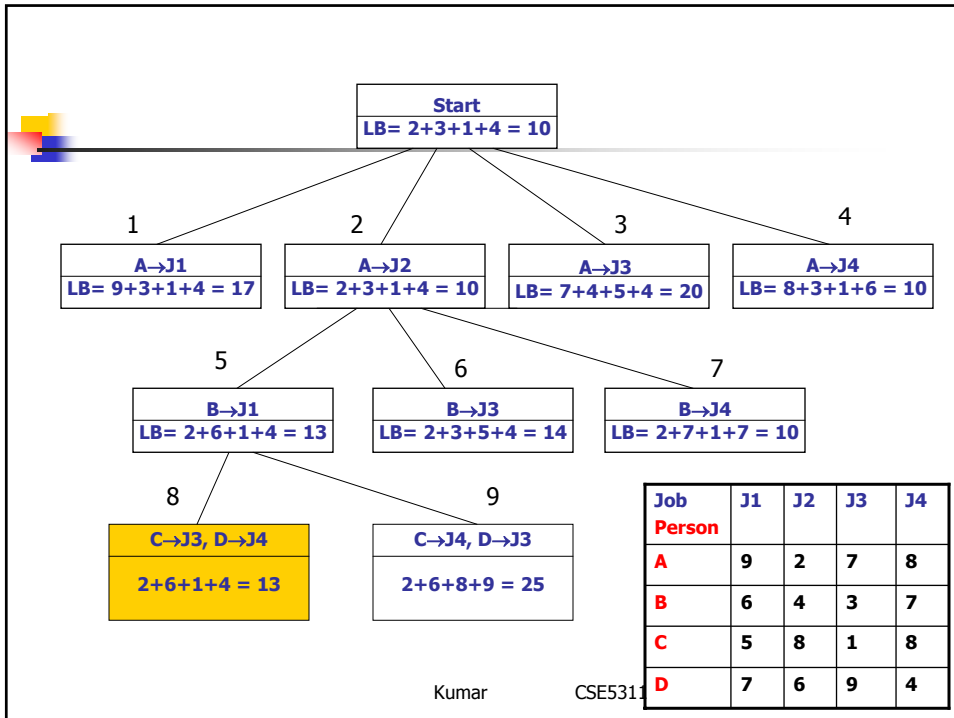 Start
LB= 2+3+1+4 = 10
1
2
3
4
A→J1
LB= 9+3+1+4 = 17
A→J2
LB= 2+3+1+4 = 10
A→J3
LB= 7+4+5+4 = 20
A→J4
LB= 8+3+1+6 = 10
5
6
7
B→J1
LB= 2+6+1+4 = 13
B→J3
LB= 2+3+5+4 = 14
B→J4
LB= 2+7+1+7 = 10
8
9
C→J3, D→J4
2+6+1+4 = 13
C→J4, D→J3
2+6+8+9 = 25
Job J1 J2 J3 J4
Person
A 9 2 7 8
B 6 4 3 7
C 5 8 1 8
D 7 6 9 4
Kumar CSE5311